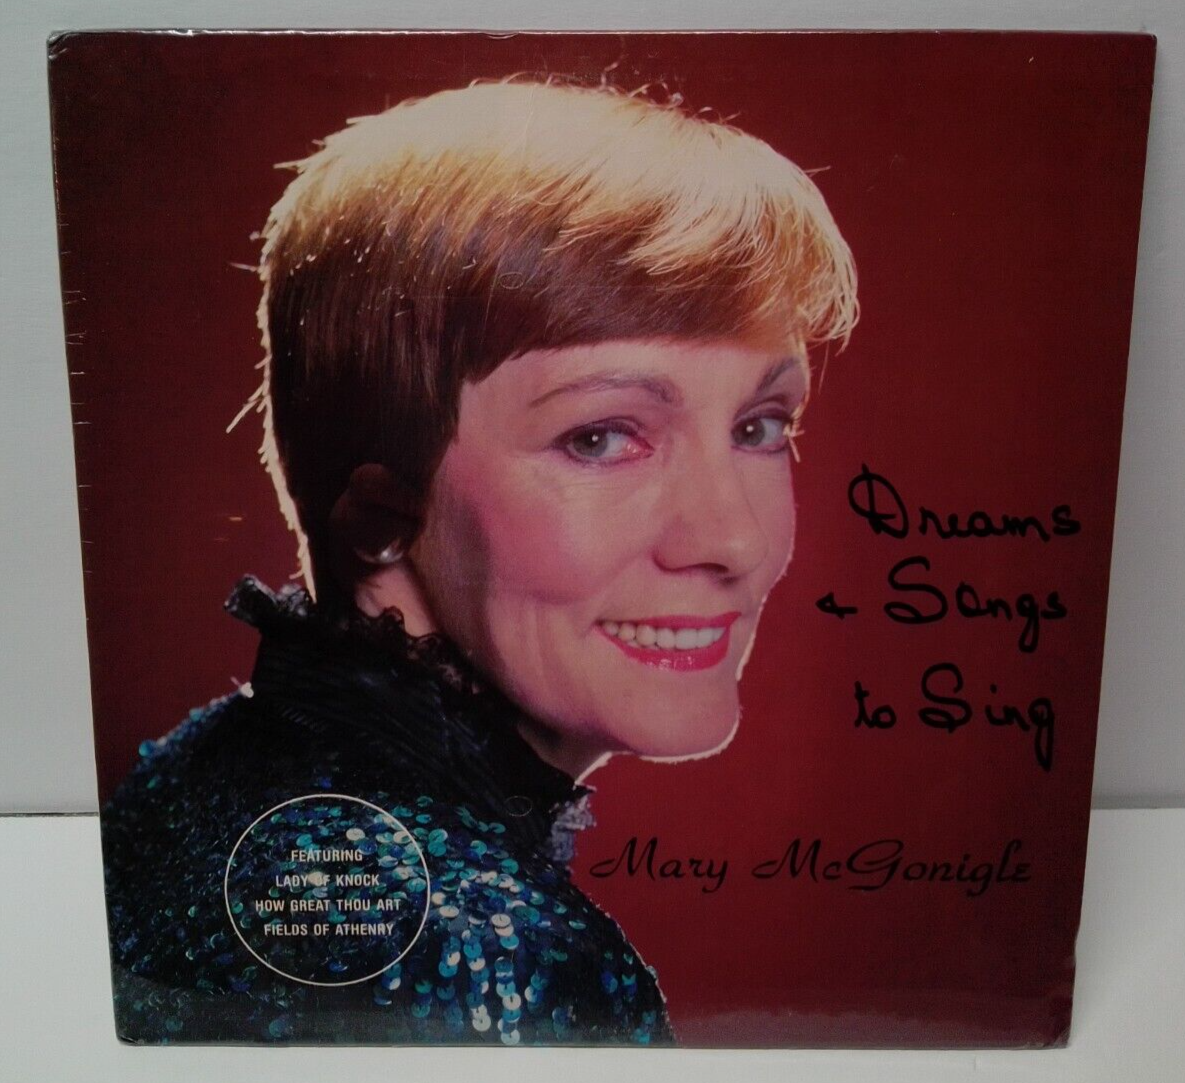 Dreams
& Songs
to Sing
Mary McGonigle
FEATURING
LADY OF KNOCK
HOW GREAT THOU ART
FIELDS OF ATHENRY